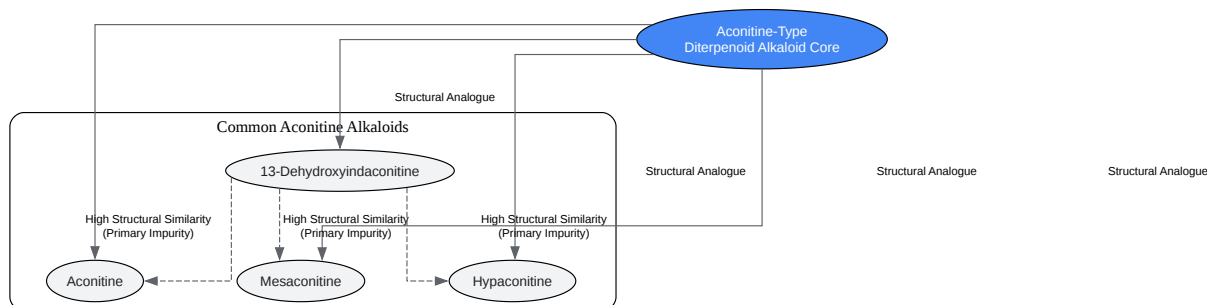 Aconitine-Type
Diterpenoid Alkaloid Core
Structural Analogue
Common Aconitine Alkaloids
13-Dehydroxyindaconitine
Structural Analogue
Structural Analogue
Structural Analogue
High Structural Similarity
(Primary Impurity)
High Structural Similarity
(Primary Impurity)
High Structural Similarity
(Primary Impurity)
Aconitine
Mesaconitine
Hypaconitine